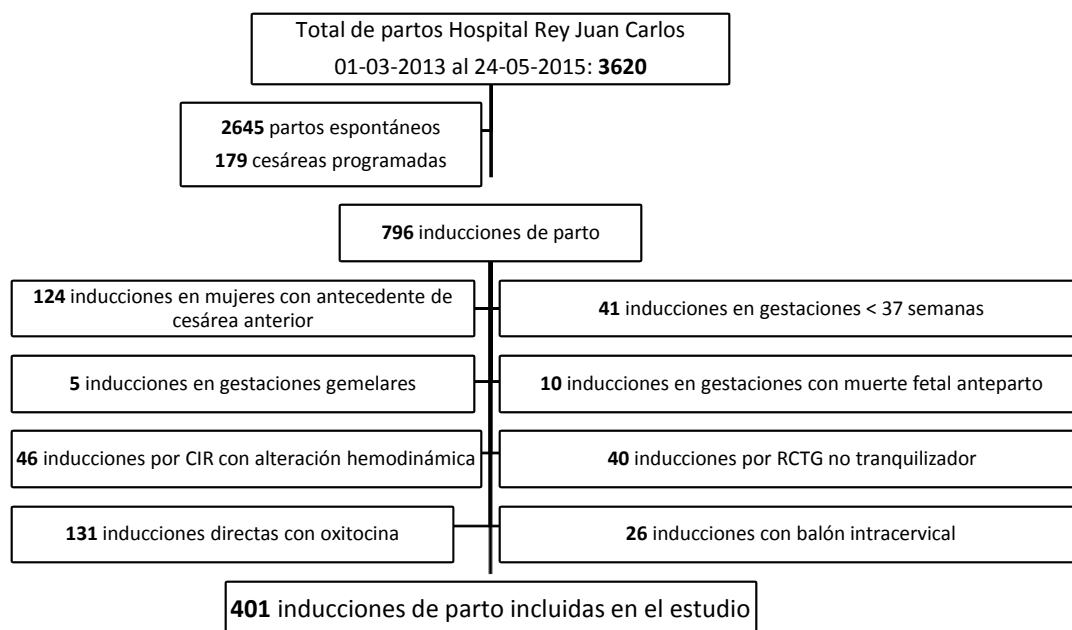 Total de partos Hospital Rey Juan Carlos
01-03-2013 al 24-05-2015: 3620
2645 partos espontáneos
179 cesáreas programadas
796 inducciones de parto
124 inducciones en mujeres con antecedente de
cesárea anterior
41 inducciones en gestaciones < 37 semanas
5 inducciones en gestaciones gemelares
10 inducciones en gestaciones con muerte fetal anteparto
46 inducciones por CIR con alteración hemodinámica
40 inducciones por RCTG no tranquilizador
131 inducciones directas con oxitocina
26 inducciones con balón intracervical
401 inducciones de parto incluidas en el estudio